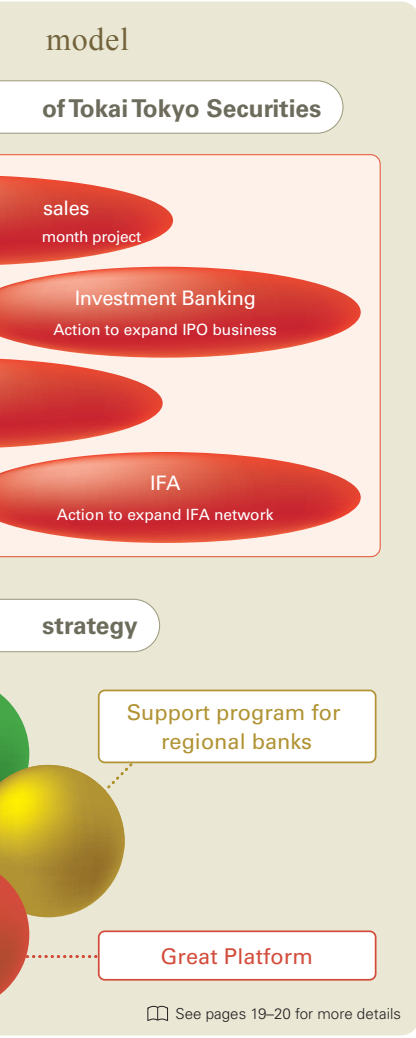 model
of Tokai Tokyo Securities
sales
month project
Investment Banking
Action to expand IPO business
IFA
Action to expand IFA network
strategy
Support program for
regional banks
Great Platform
See pages 19–20 for more details